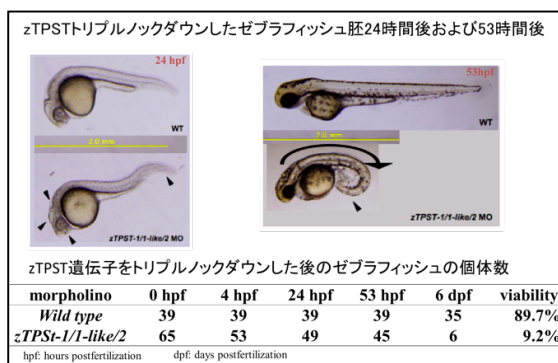 zTPSTトリプルノックダウンしたゼブラフィッシュ胚24時間後および53時間後
24 hpf
WT
2.0 mm
zTPST-1/1-like/2 MO
53hpf
WT
2.0 mm
zTPST-1/1-like/2 MO
zTPST遺伝子をトリプルノックダウンした後のゼブラフィッシュの個体数
morpholino 0 hpf 4 hpf 24 hpf 53 hpf 6 dpf viability
Wild type 39 39 39 39 35 89.7%
zTPSt-1/1-like/2 65 53 49 45 6 9.2%
hpf: hours postfertilization dpf: days postfertilization